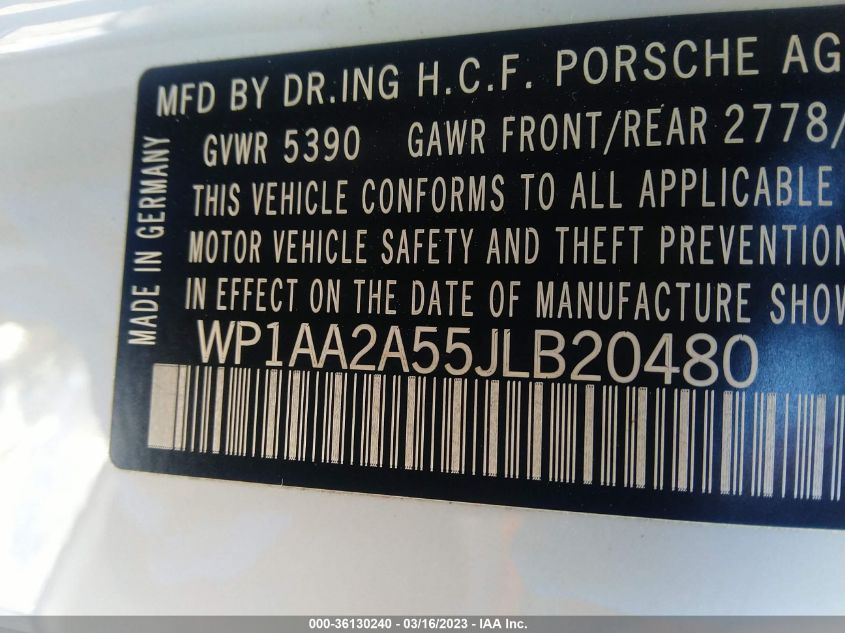 MFD BY DR.ING H.C.F. PORSCHE AG
GVWR 5390 GAWR FRONT/REAR 2778/
MADE IN GERMANY
THIS VEHICLE CONFORMS TO ALL APPLICABLE
MOTOR VEHICLE SAFETY AND THEFT PREVENTION
IN EFFECT ON THE DATE OF MANUFACTURE SHOW
WP1AA2A55JLB20480
000-36130240 - 03/16/2023 - IAA Inc.